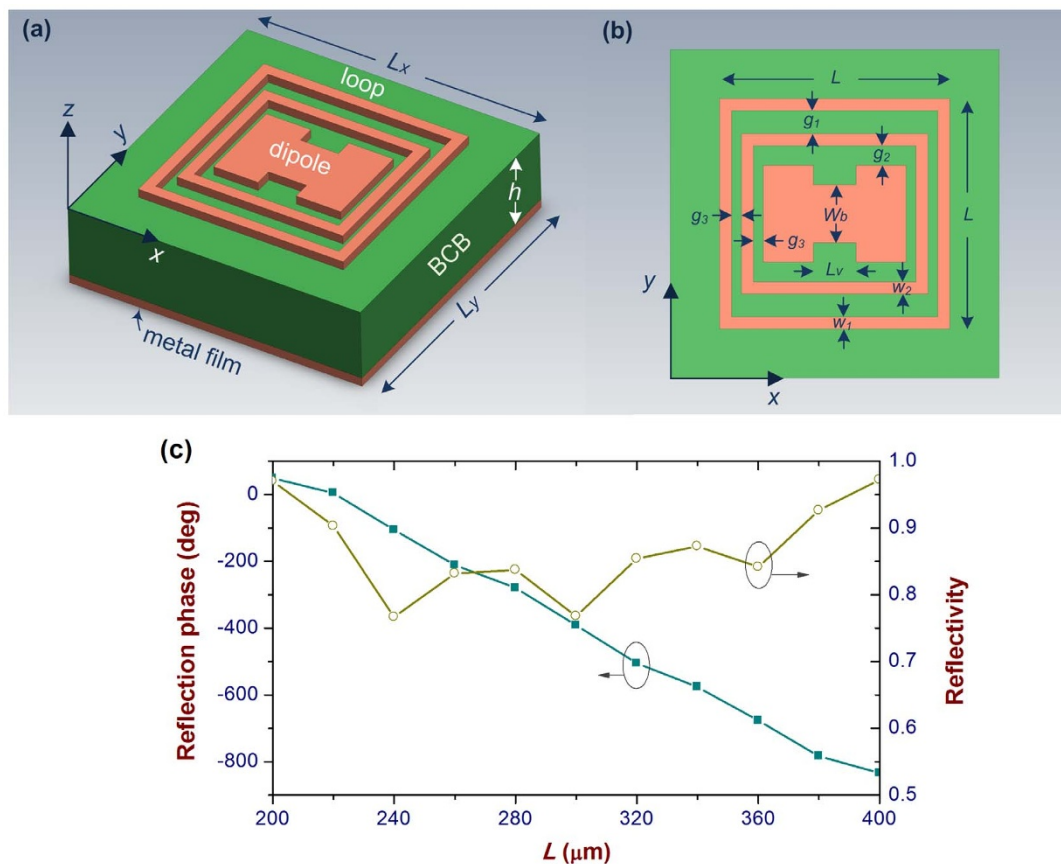 (a)
Lx
loop
z
y
dipole
h
x
BCB
Ly
metal film
(b)
L
g1
g2
g3
Wb
L
g3
Lv
w2
y
w1
x
(c)
Reflection phase (deg)
0
-200
-400
-600
-800
1.0
0.9
0.8
0.7
0.6
0.5
Reflectivity
200 240 280 320 360 400
L (μm)